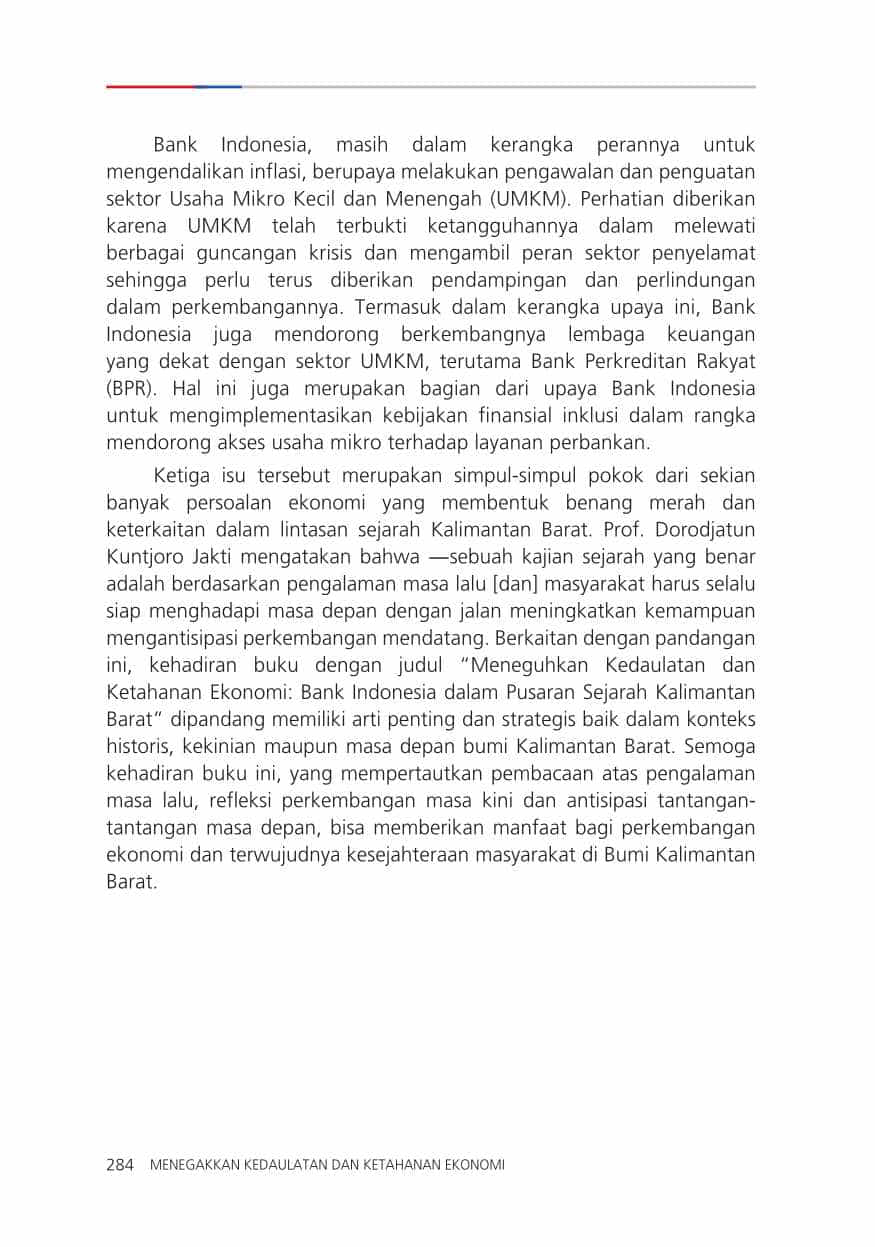 Bank Indonesia, masih dalam kerangka perannya untuk
mengendalikan inflasi, berupaya melakukan pengawalan dan penguatan
sektor Usaha Mikro Kecil dan Menengah (UMKM). Perhatian diberikan
karena UMKM telah terbukti ketangguhannya dalam melewati
berbagai guncangan krisis dan mengambil peran sektor penyelamat
sehingga perlu terus diberikan pendampingan dan perlindungan
dalam perkembangannya. Termasuk dalam kerangka upaya ini, Bank
Indonesia juga mendorong berkembangnya lembaga keuangan
yang dekat dengan sektor UMKM, terutama Bank Perkreditan Rakyat
(BPR). Hal ini juga merupakan bagian dari upaya Bank Indonesia
untuk mengimplementasikan kebijakan finansial inklusi dalam rangka
mendorong akses usaha mikro terhadap layanan perbankan.
Ketiga isu tersebut merupakan simpul-simpul pokok dari sekian
banyak persoalan ekonomi yang membentuk benang merah dan
keterkaitan dalam lintasan sejarah Kalimantan Barat. Prof. Dorodjatun
Kuntjoro Jakti mengatakan bahwa —sebuah kajian sejarah yang benar
adalah berdasarkan pengalaman masa lalu [dan] masyarakat harus selalu
siap menghadapi masa depan dengan jalan meningkatkan kemampuan
mengantisipasi perkembangan mendatang. Berkaitan dengan pandangan
ini, kehadiran buku dengan judul “Meneguhkan Kedaulatan dan
Ketahanan Ekonomi: Bank Indonesia dalam Pusaran Sejarah Kalimantan
Barat“ dipandang memiliki arti penting dan strategis baik dalam konteks
historis, kekinian maupun masa depan bumi Kalimantan Barat. Semoga
kehadiran buku ini, yang mempertautkan pembacaan atas pengalaman
masa lalu, refleksi perkembangan masa kini dan antisipasi tantangan-
tantangan masa depan, bisa memberikan manfaat bagi perkembangan
ekonomi dan terwujudnya kesejahteraan masyarakat di Bumi Kalimantan
Barat.
284 MENEGAKKAN KEDAULATAN DAN KETAHANAN EKONOMI